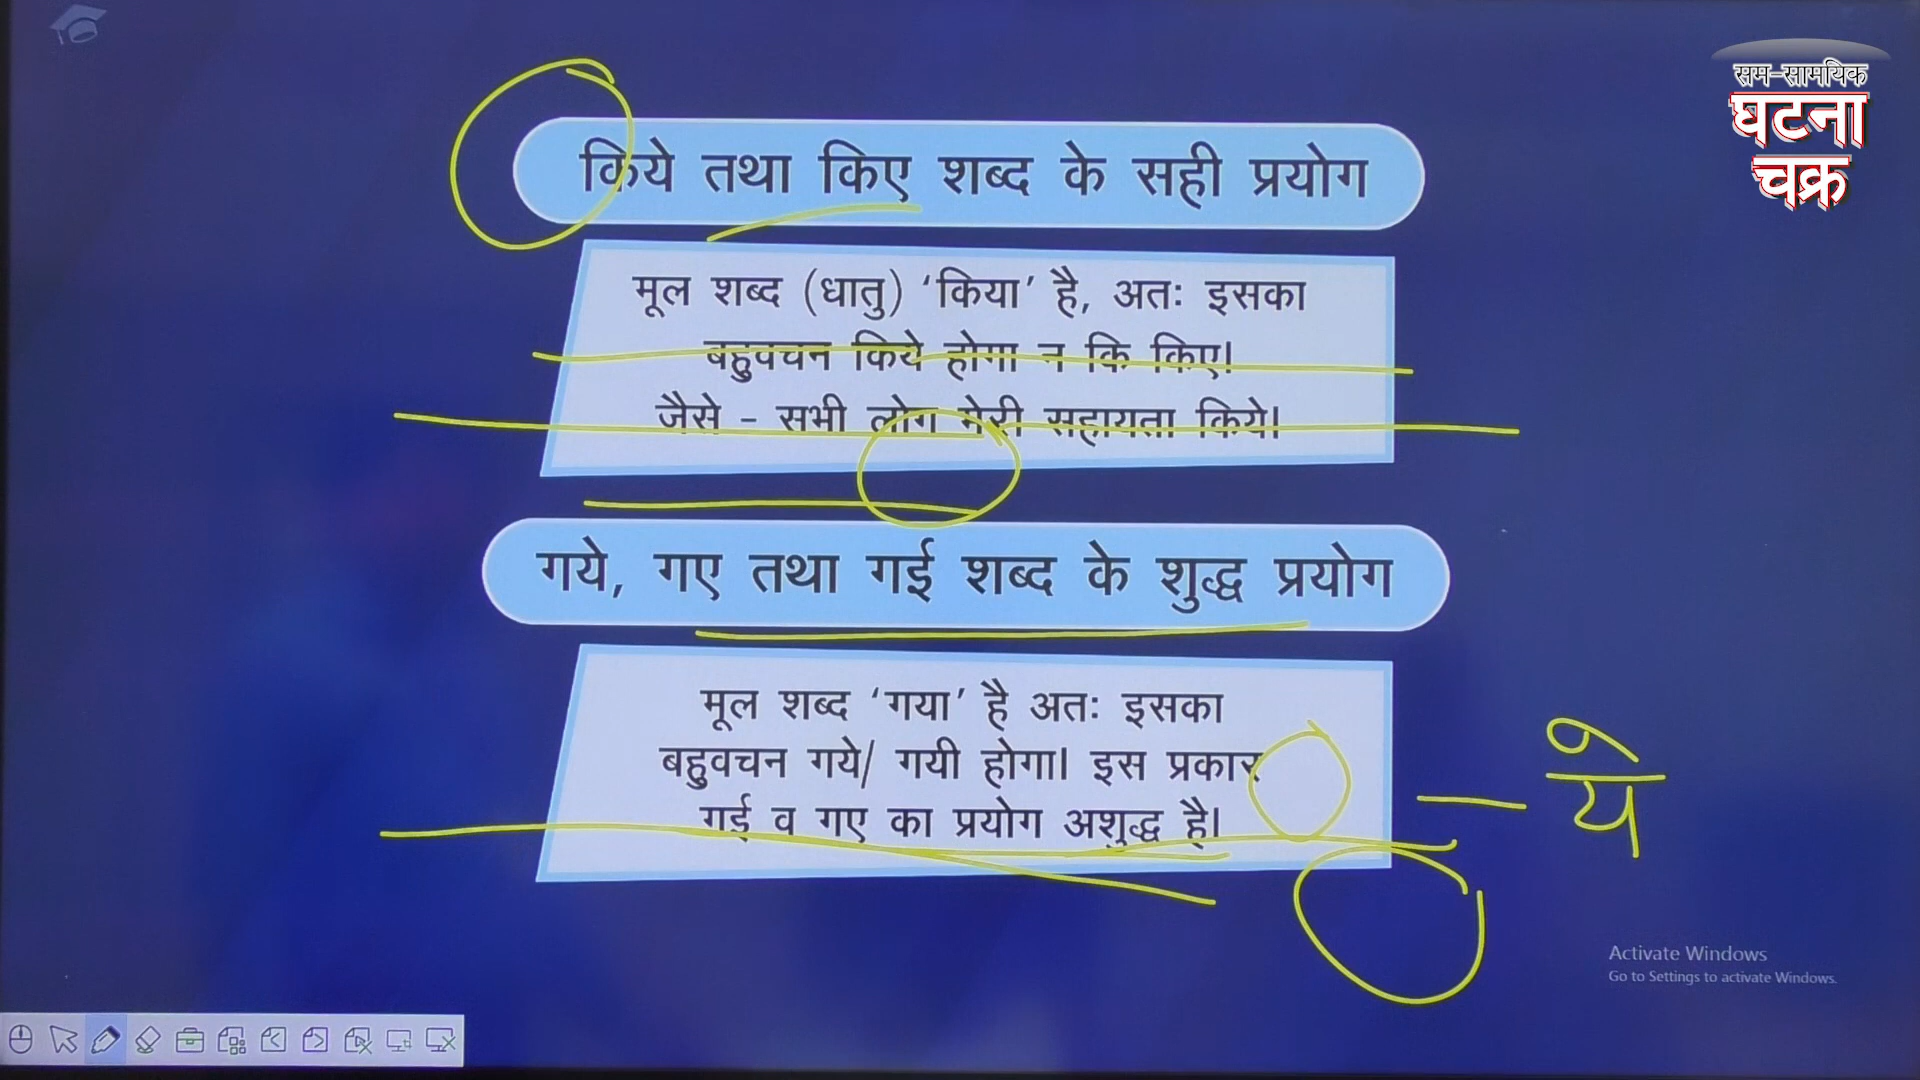 सम-सामयिक
घटना
चक्र
किये तथा किए शब्द के सही प्रयोग
मूल शब्द (धातु) ‘किया’ है, अतः इसका
बहुवचन किये होगा न कि किए।
जैसे - सभी लोग मेरी सहायता किये।
गये, गए तथा गई शब्द के शुद्ध प्रयोग
मूल शब्द ‘गया’ है अतः इसका
बहुवचन गये/ गयी होगा। इस प्रकार
गई व गए का प्रयोग अशुद्ध है।
— ये
Activate Windows
Go to Settings to activate Windows.